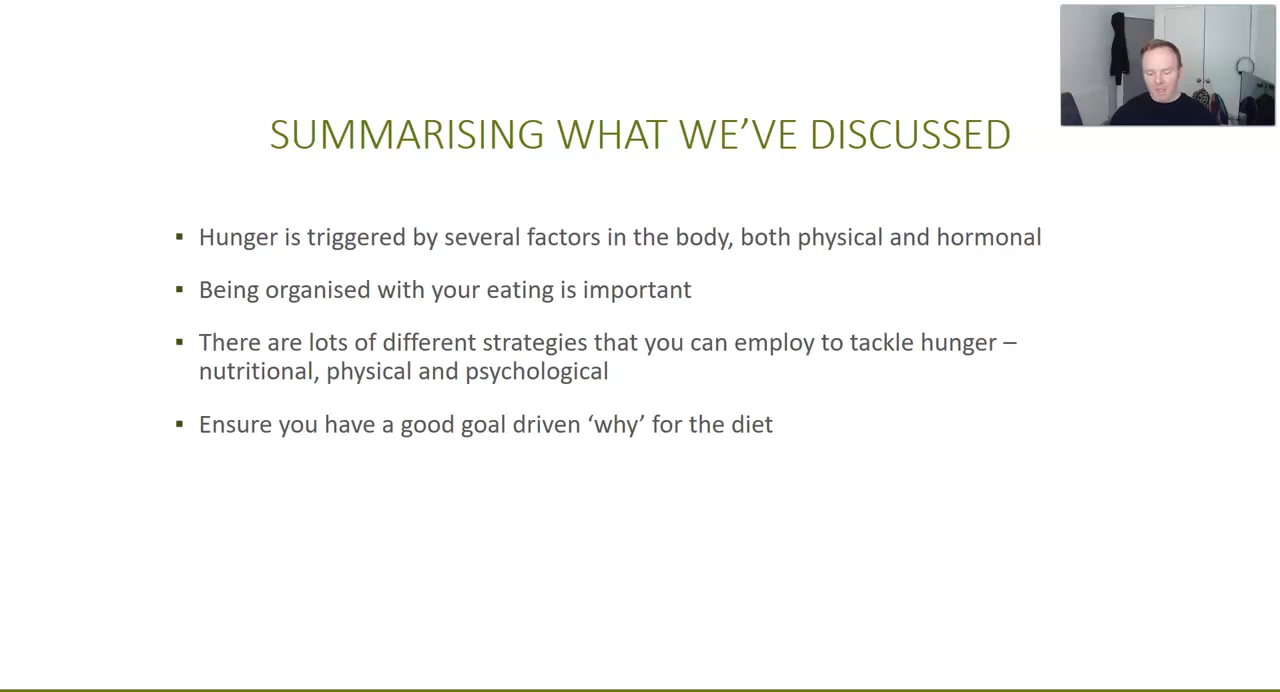 SUMMARISING WHAT WE’VE DISCUSSED
▪ Hunger is triggered by several factors in the body, both physical and hormonal
▪ Being organised with your eating is important
▪ There are lots of different strategies that you can employ to tackle hunger –
nutritional, physical and psychological
▪ Ensure you have a good goal driven ‘why’ for the diet